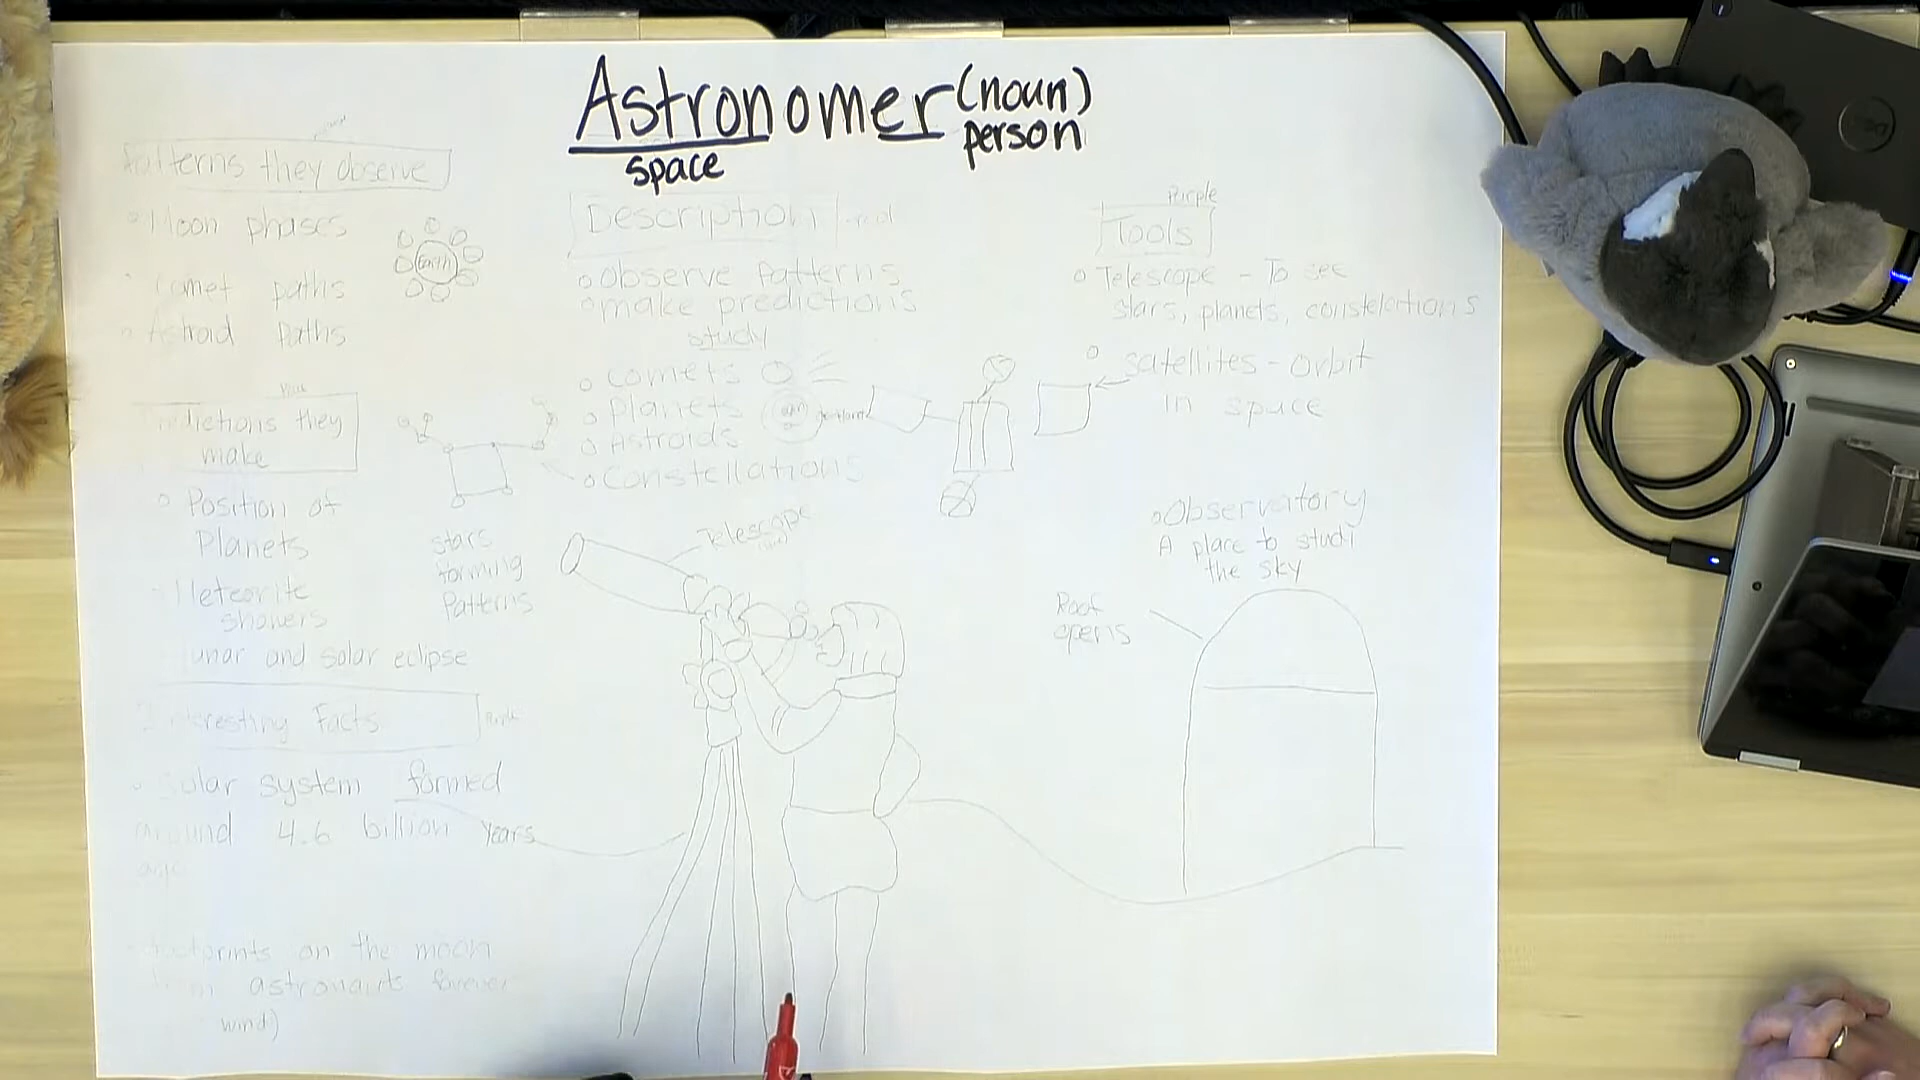 Astronomer (noun)
space
person
Patterns they observe
Moon phases
Earth
Comet paths
Astroid Paths
they
make
Position of
Planets
Meteorite
showers
lunar and solar eclipse
stars
forming
Patterns
Interesting Facts
solar system formed
around 4.6 billion years
ago
footprints on the moon
astronauts forever
wind)
Description
observe Patterns
make predictions
study
comets
planets
Astroids
Constellations
Telescope
Purple
Tools
Telescope - To see
stars, planets, constelations
satellites - orbit
in space
Observatory
A place to studi
the sky
Roof
opens
DELL